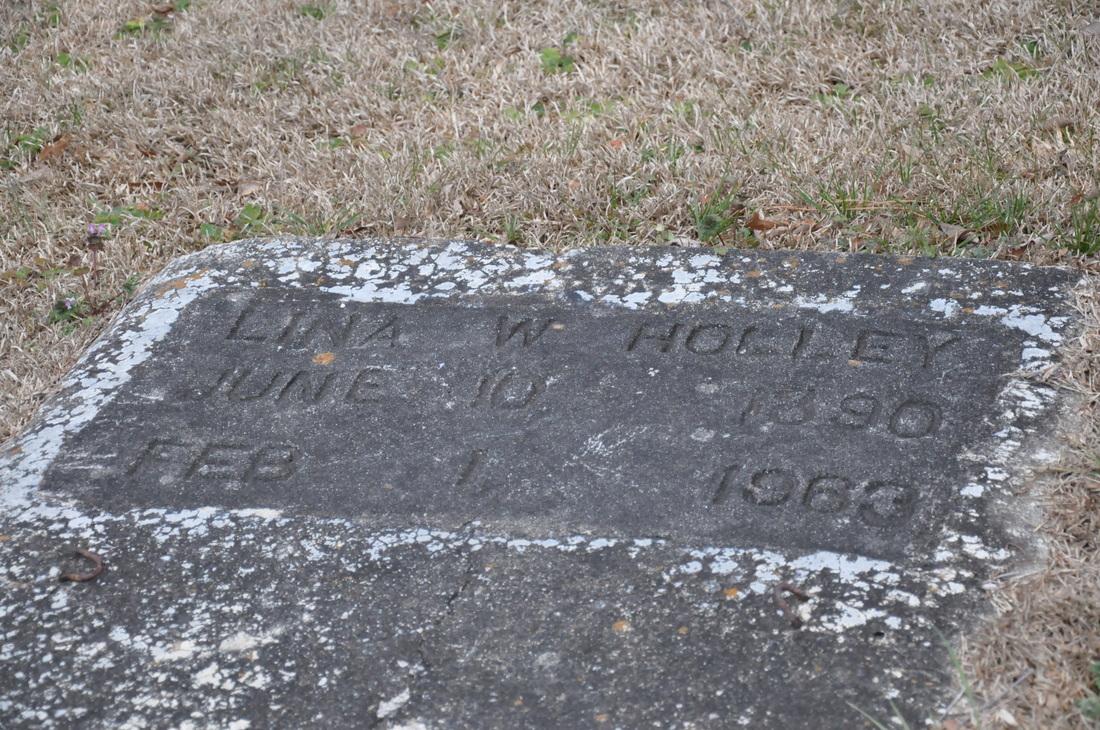 LINA W HOLLEY
JUNE 10, 1890
FEB 1, 1963